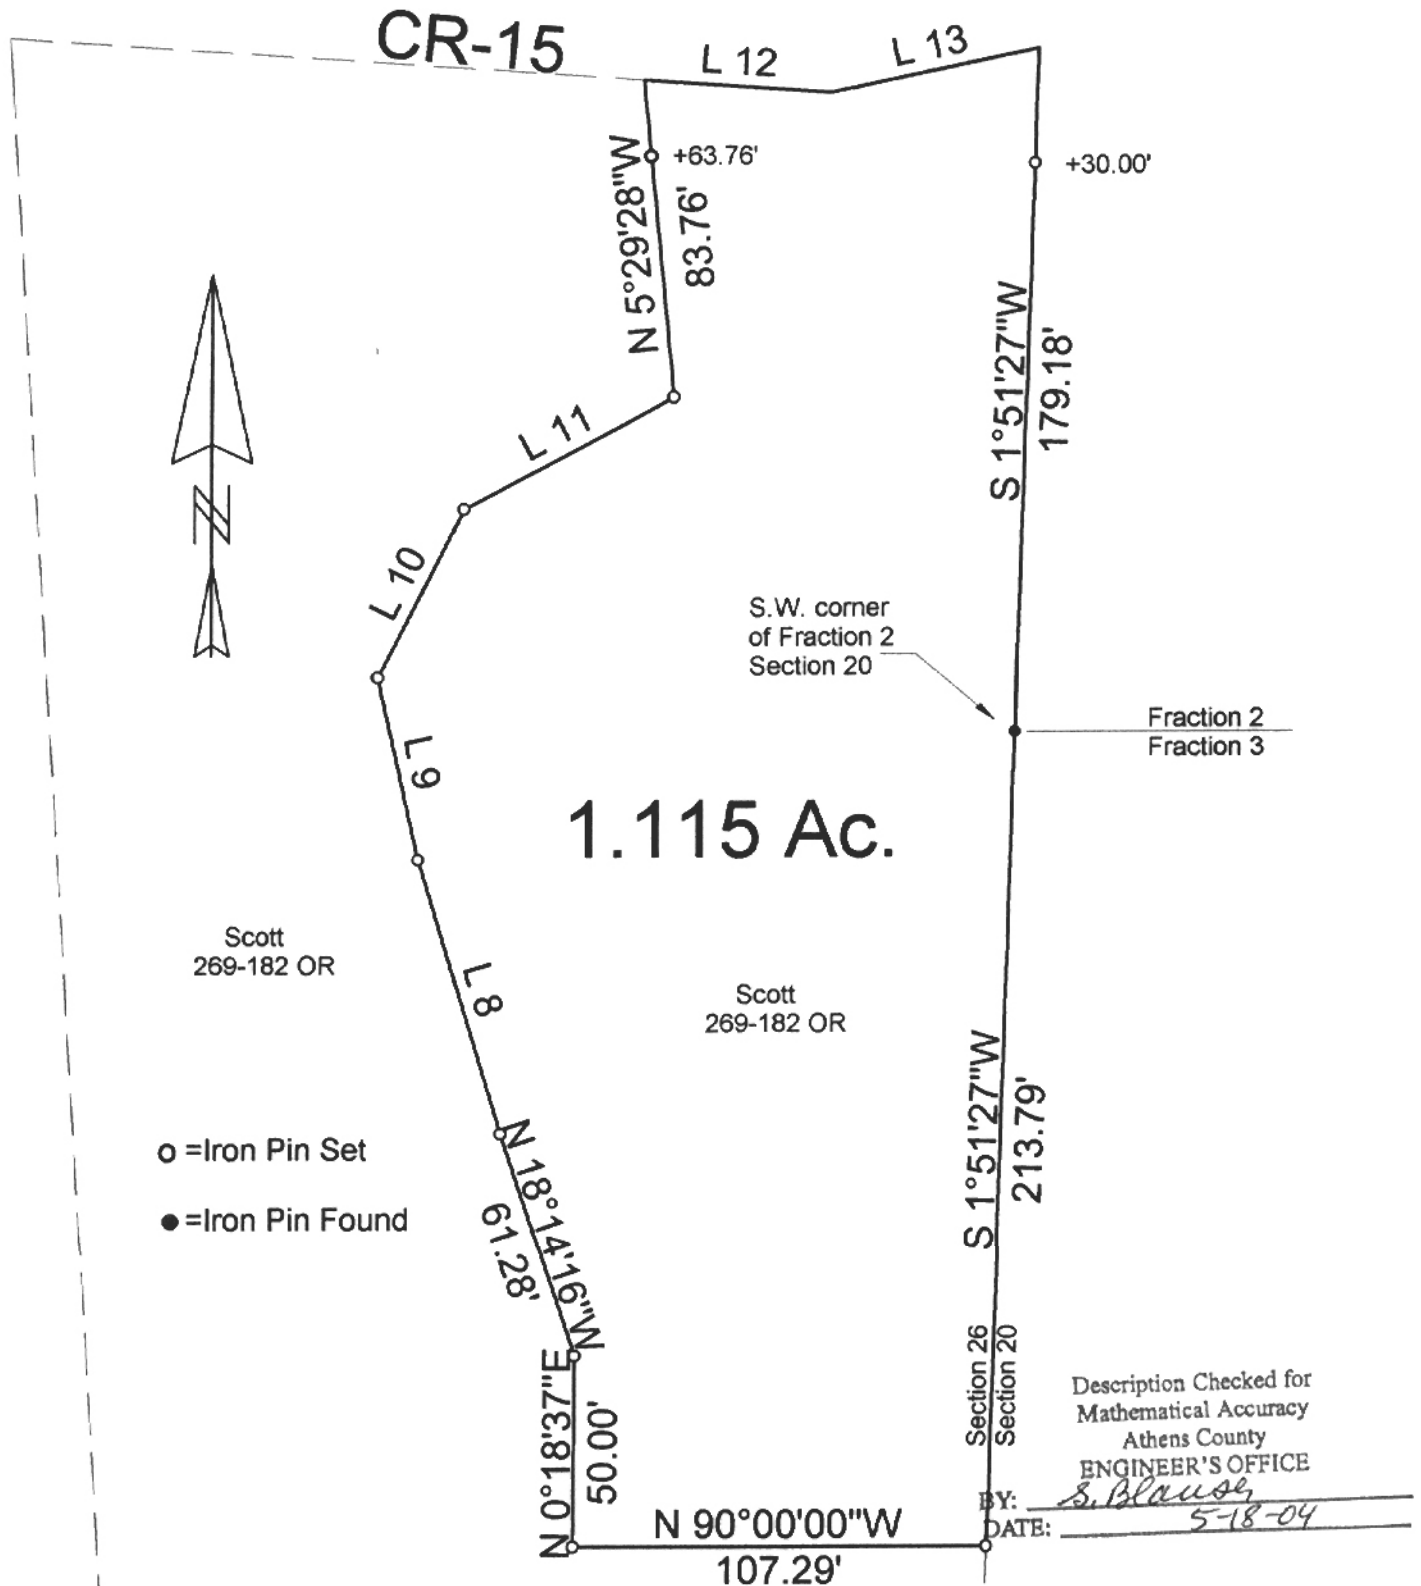 CR-15
L 12
L 13
+63.76'
+30.00'
N 5°29'28"W
83.76'
S 1°51'27"W
179.18'
L 11
N
L 10
S.W. corner
of Fraction 2
Section 20
Fraction 2
Fraction 3
L 9
1.115 Ac.
Scott
269-182 OR
L 8
Scott
269-182 OR
S 1°51'27"W
213.79'
o =Iron Pin Set
● =Iron Pin Found
N 18°14'16"W
61.28'
Section 26
Section 20
N 0°18'37"E
50.00'
Description Checked for
Mathematical Accuracy
Athens County
ENGINEER'S OFFICE
BY: S. Blauser
DATE: 5-18-04
N 90°00'00"W
107.29'